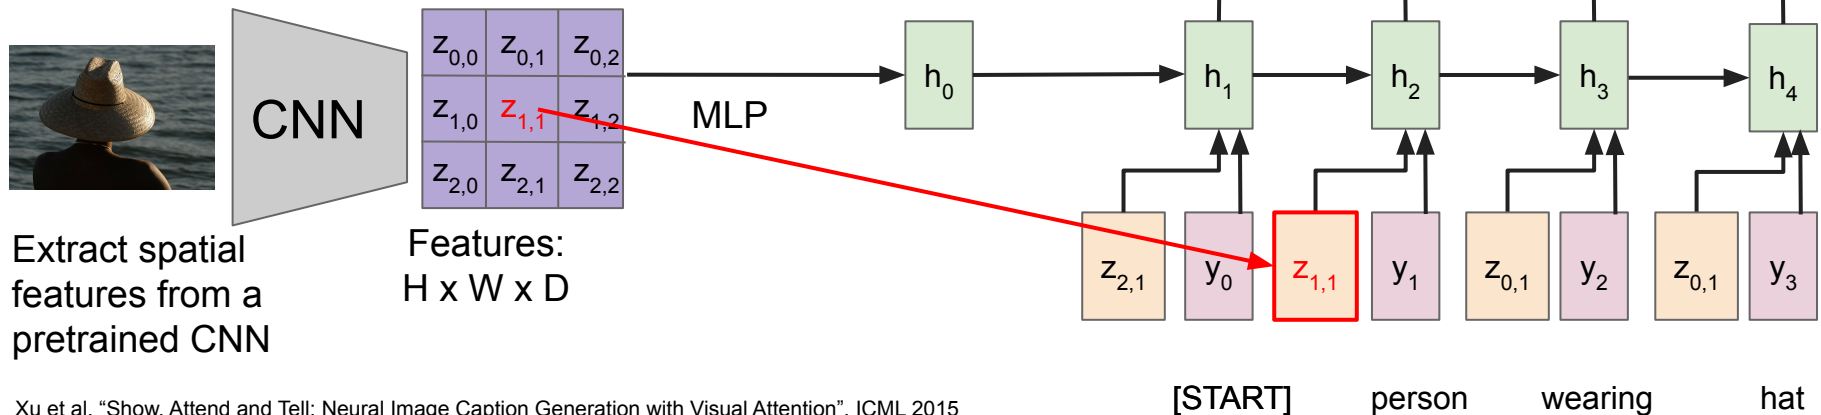 CNN
z0,0 z0,1 z0,2
z1,0 z1,1 z1,2
z2,0 z2,1 z2,2
MLP
h0 h1 h2 h3 h4
z2,1 y0 z1,1 y1 z0,1 y2 z0,1 y3
Extract spatial
features from a
pretrained CNN
Features:
H x W x D
[START] person wearing hat
Xu et al, “Show, Attend and Tell: Neural Image Caption Generation with Visual Attention”, ICML 2015